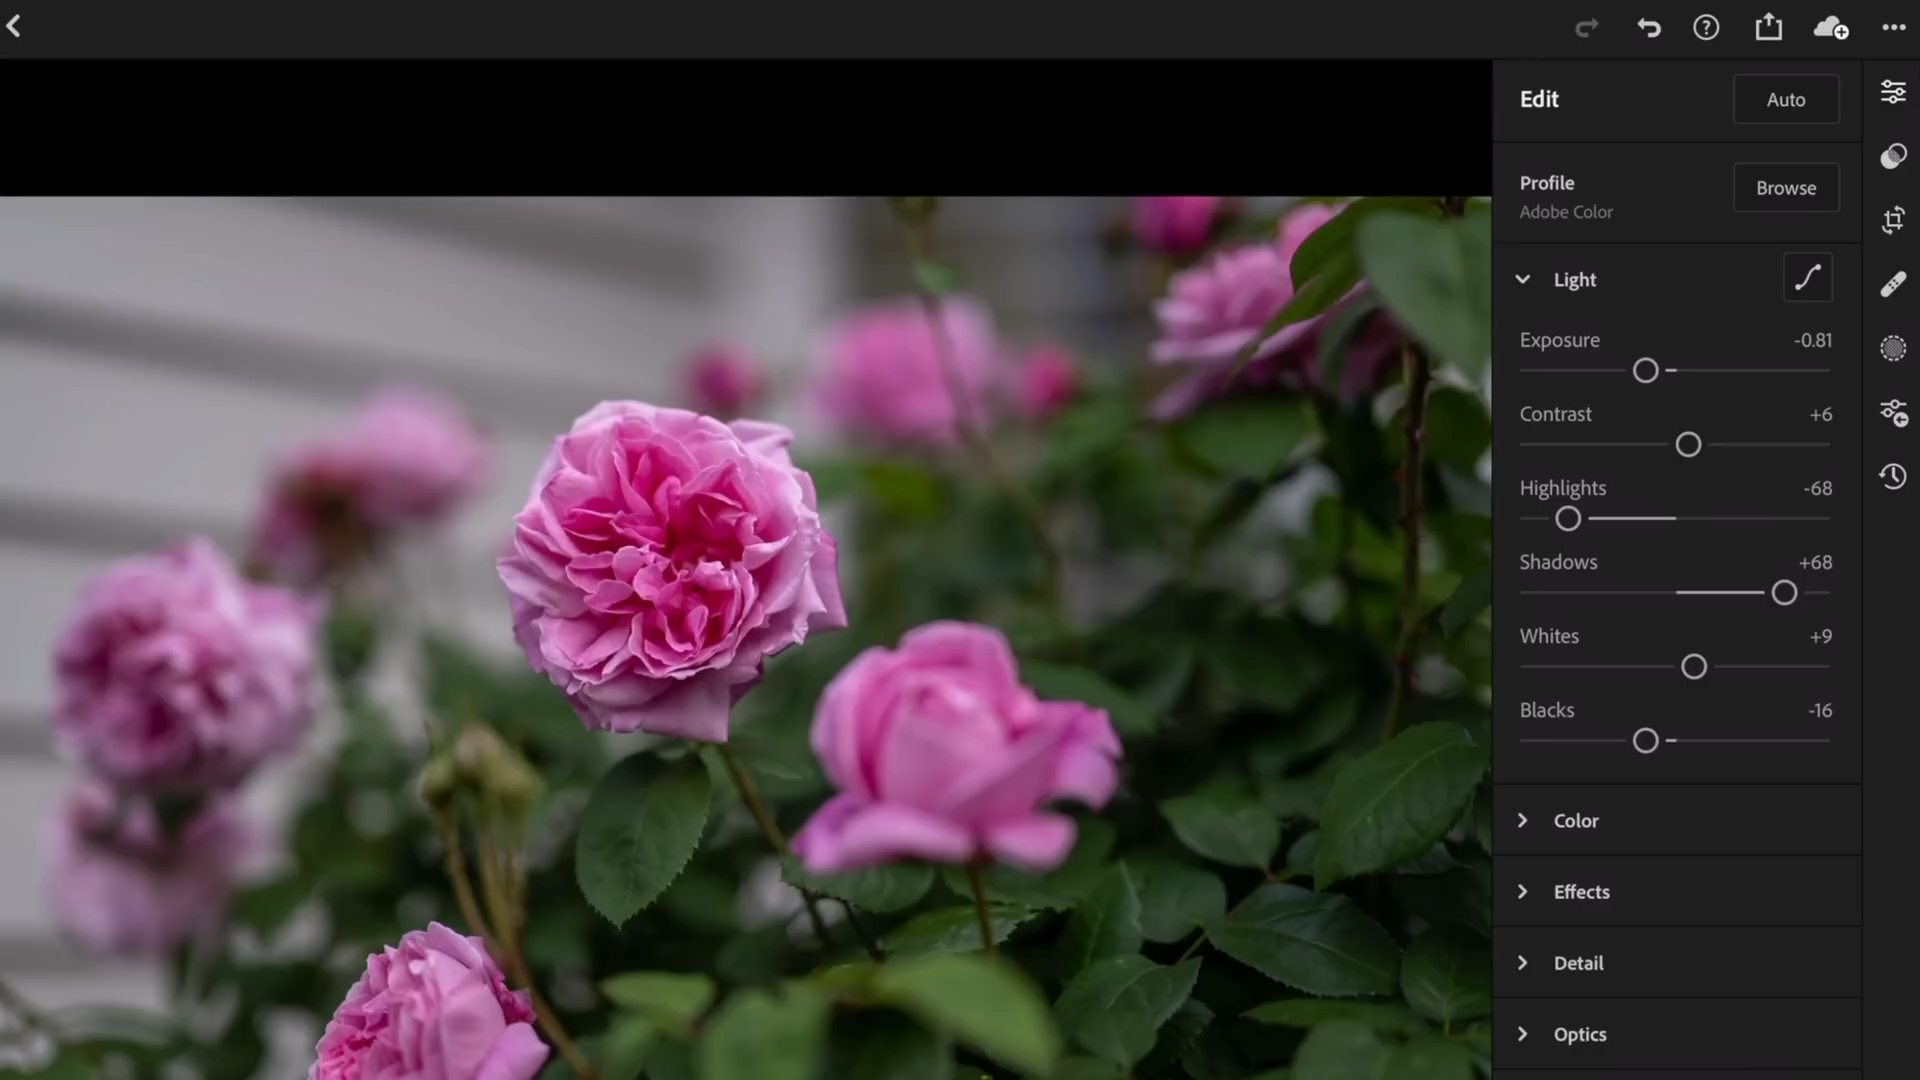 Edit
Auto
Profile
Adobe Color
Browse
Light
Exposure -0.81
Contrast +6
Highlights -68
Shadows +68
Whites +9
Blacks -16
Color
Effects
Detail
Optics